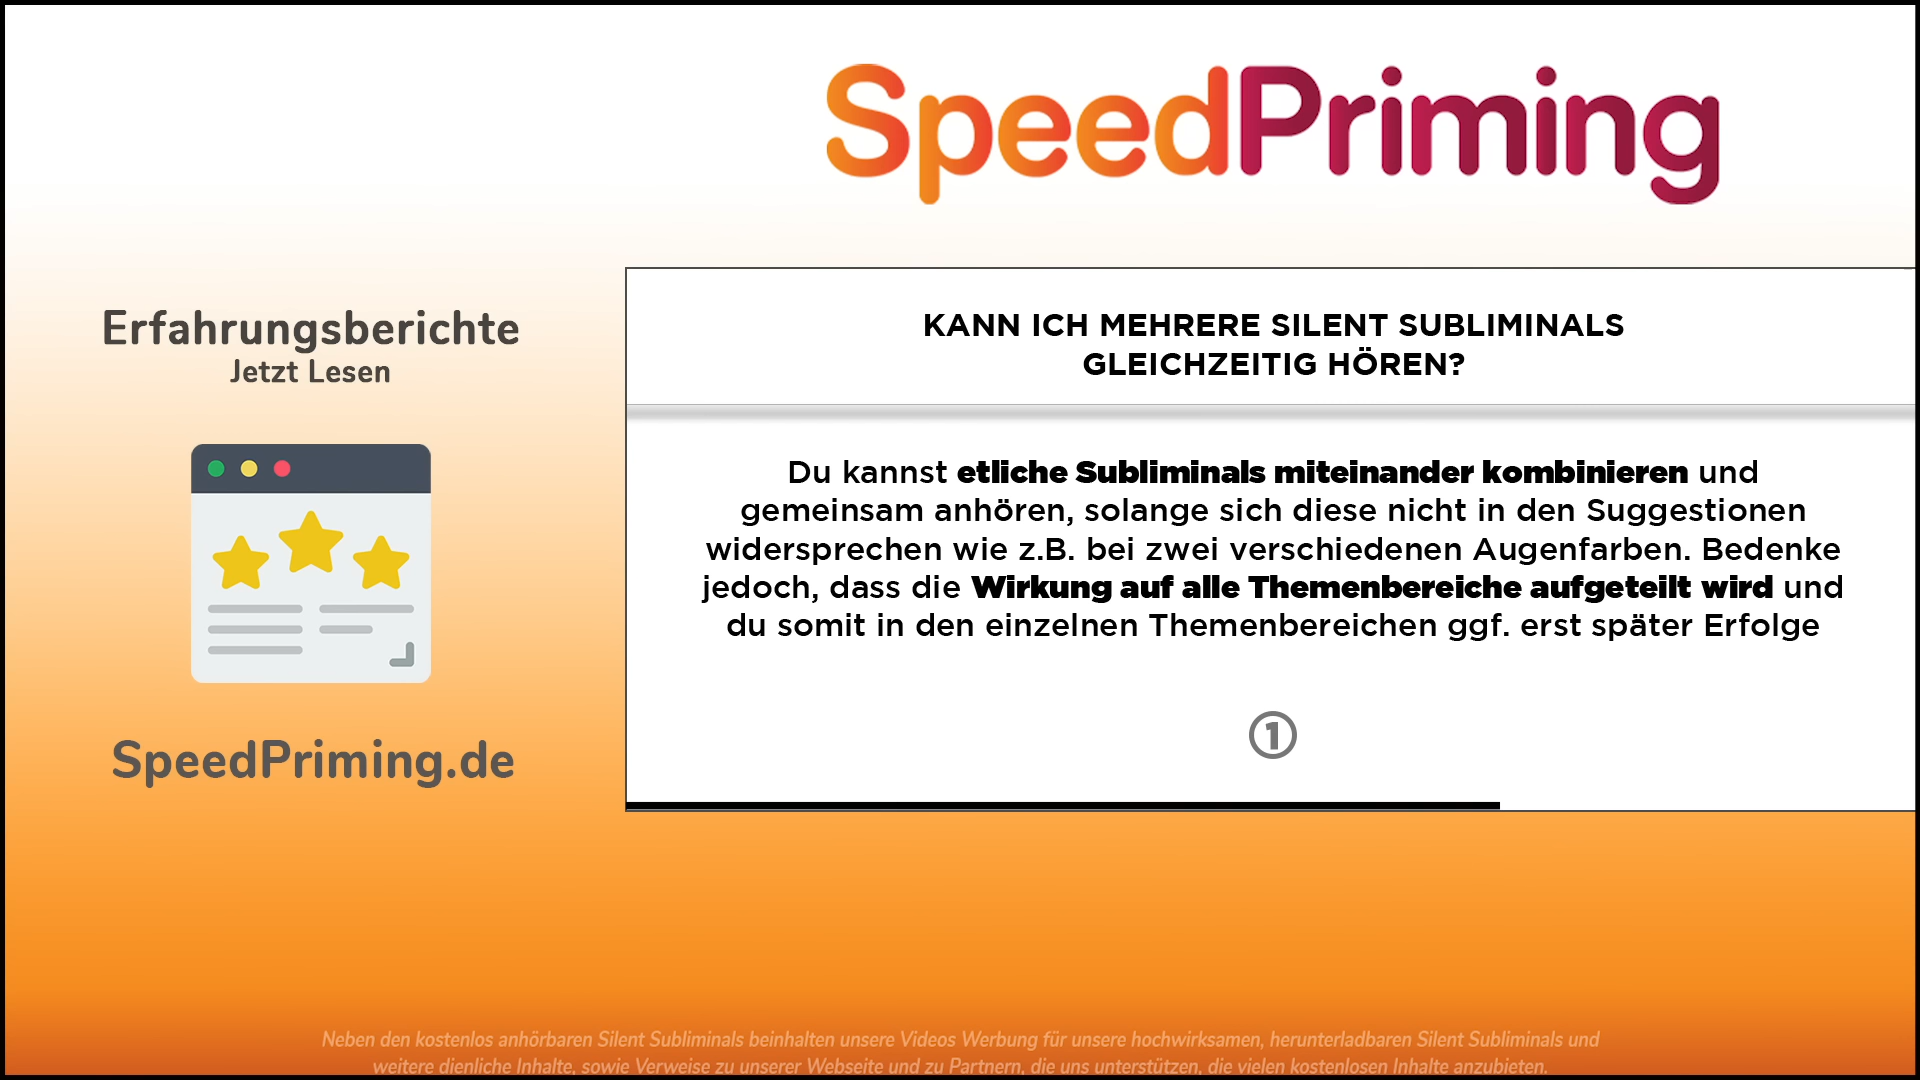 SpeedPriming
Erfahrungsberichte
Jetzt Lesen
SpeedPriming.de
KANN ICH MEHRERE SILENT SUBLIMINALS
GLEICHZEITIG HÖREN?
Du kannst etliche Subliminals miteinander kombinieren und
gemeinsam anhören, solange sich diese nicht in den Suggestionen
widersprechen wie z.B. bei zwei verschiedenen Augenfarben. Bedenke
jedoch, dass die Wirkung auf alle Themenbereiche aufgeteilt wird und
du somit in den einzelnen Themenbereichen ggf. erst später Erfolge
1
Neben den kostenlos anhörbaren Silent Subliminals beinhalten unsere Videos Werbung für unsere hochwirksamen, herunterladbaren Silent Subliminals und
weitere dienliche Inhalte, sowie Verweise zu unserer Webseite und zu Partnern, die uns unterstützen, die vielen kostenlosen Inhalte anzubieten.